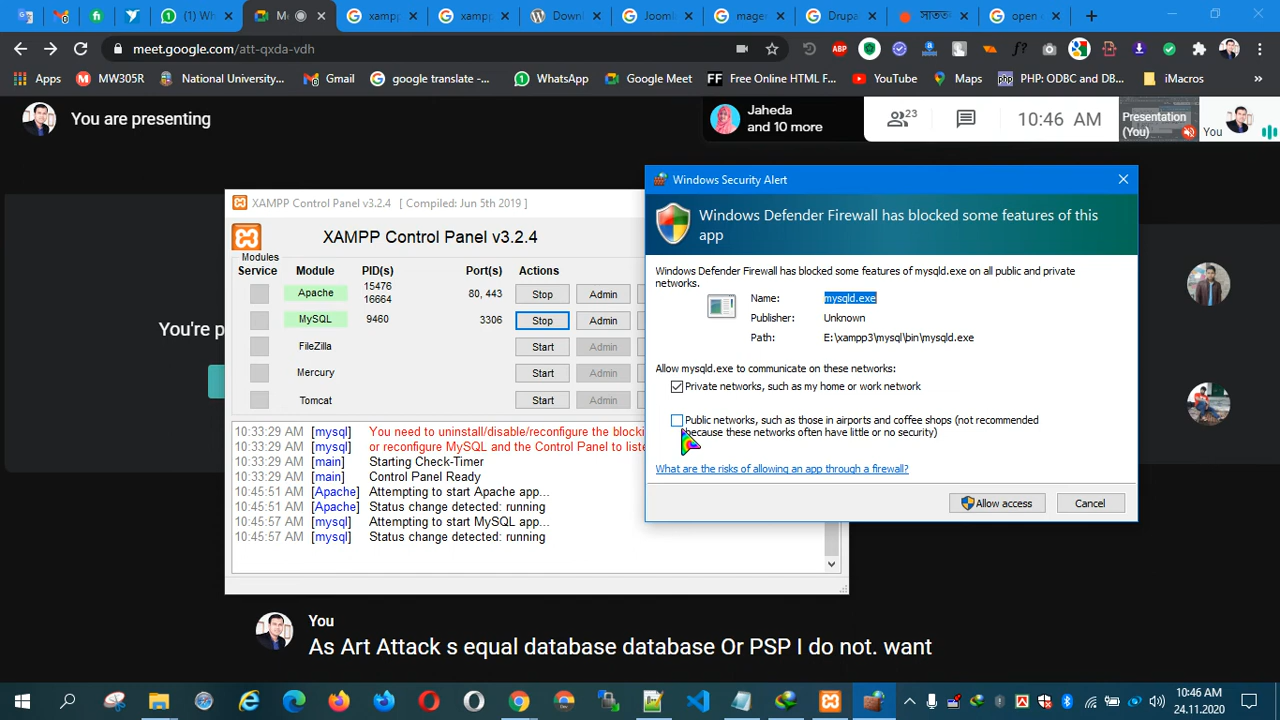 (1) Wh
M
xamp
xamp
Downl
Jooml
mage
Drupa
সাতত
open
meet.google.com/att-qxda-vdh
Apps
MW305R
National University...
Gmail
google translate -...
WhatsApp
Google Meet
Free Online HTML F...
YouTube
Maps
PHP: ODBC and DB...
iMacros
You are presenting
Jaheda
and 10 more
23
10:46 AM
Presentation
(You)
You
You're p
XAMPP Control Panel v3.2.4 [ Compiled: Jun 5th 2019 ]
XAMPP Control Panel v3.2.4
Modules
Service Module PID(s) Port(s) Actions
Apache 15476
16664 80, 443 Stop Admin
MySQL 9460 3306 Stop Admin
FileZilla Start Admin
Mercury Start Admin
Tomcat Start Admin
10:33:29 AM [mysql] You need to uninstall/disable/reconfigure the blocki
10:33:29 AM [mysql] or reconfigure MySQL and the Control Panel to liste
10:33:29 AM [main] Starting Check-Timer
10:33:29 AM [main] Control Panel Ready
10:45:51 AM [Apache] Attempting to start Apache app...
10:45:51 AM [Apache] Status change detected: running
10:45:57 AM [mysql] Attempting to start MySQL app...
10:45:57 AM [mysql] Status change detected: running
Windows Security Alert
Windows Defender Firewall has blocked some features of this
app
Windows Defender Firewall has blocked some features of mysqld.exe on all public and private
networks.
Name: mysqld.exe
Publisher: Unknown
Path: E:\xampp3\mysql\bin\mysqld.exe
Allow mysqld.exe to communicate on these networks:
Private networks, such as my home or work network
Public networks, such as those in airports and coffee shops (not recommended
because these networks often have little or no security)
What are the risks of allowing an app through a firewall?
Allow access
Cancel
You
As Art Attack s equal database database Or PSP I do not. want
10:46 AM
24.11.2020